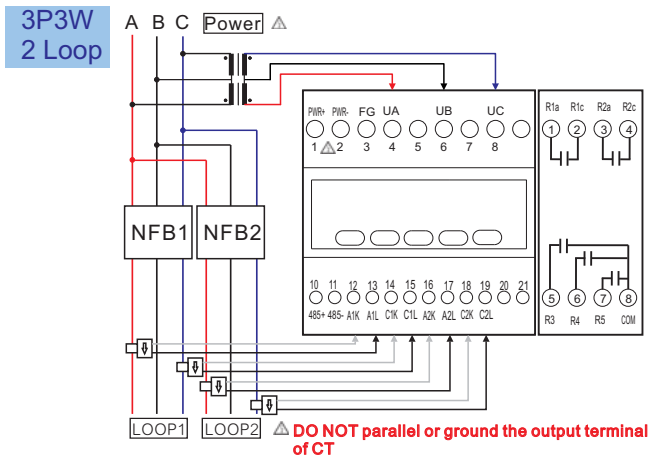 3P3W
2 Loop
A B C Power
PWR+ PWR- FG UA UB UC
1 2 3 4 5 6 7 8
R1a R1c R2a R2c
1 2 3 4
NFB1 NFB2
10 11 12 13 14 15 16 17 18 19 20 21
485+ 485- A1K A1L C1K C1L A2K A2L C2K C2L
5 6 7 8
R3 R4 R5 COM
LOOP1 LOOP2
DO NOT parallel or ground the output terminal
of CT